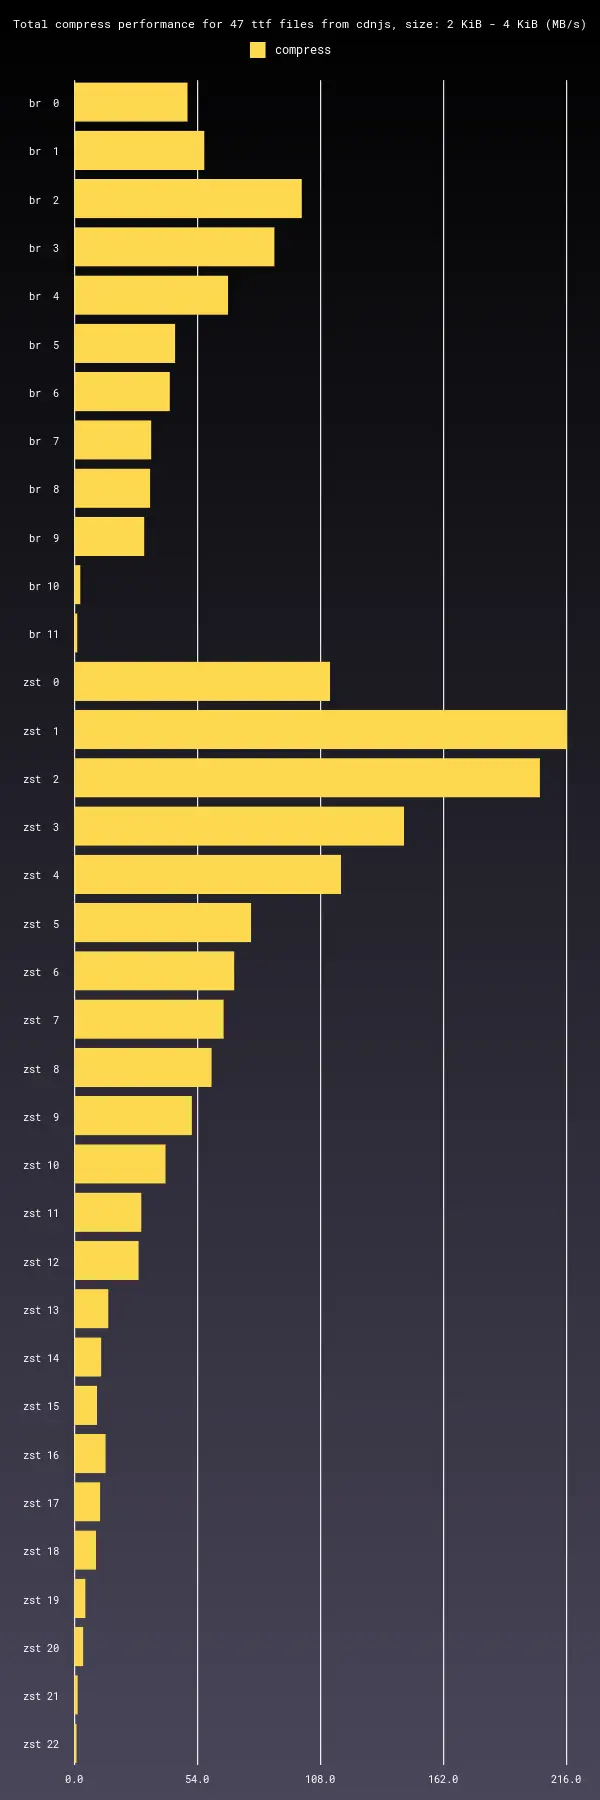 Total compress performance for 47 ttf files from cdnjs, size: 2 KiB - 4 KiB (MB/s)
compress
br 0
br 1
br 2
br 3
br 4
br 5
br 6
br 7
br 8
br 9
br 10
br 11
zst 0
zst 1
zst 2
zst 3
zst 4
zst 5
zst 6
zst 7
zst 8
zst 9
zst 10
zst 11
zst 12
zst 13
zst 14
zst 15
zst 16
zst 17
zst 18
zst 19
zst 20
zst 21
zst 22
0.0 54.0 108.0 162.0 216.0